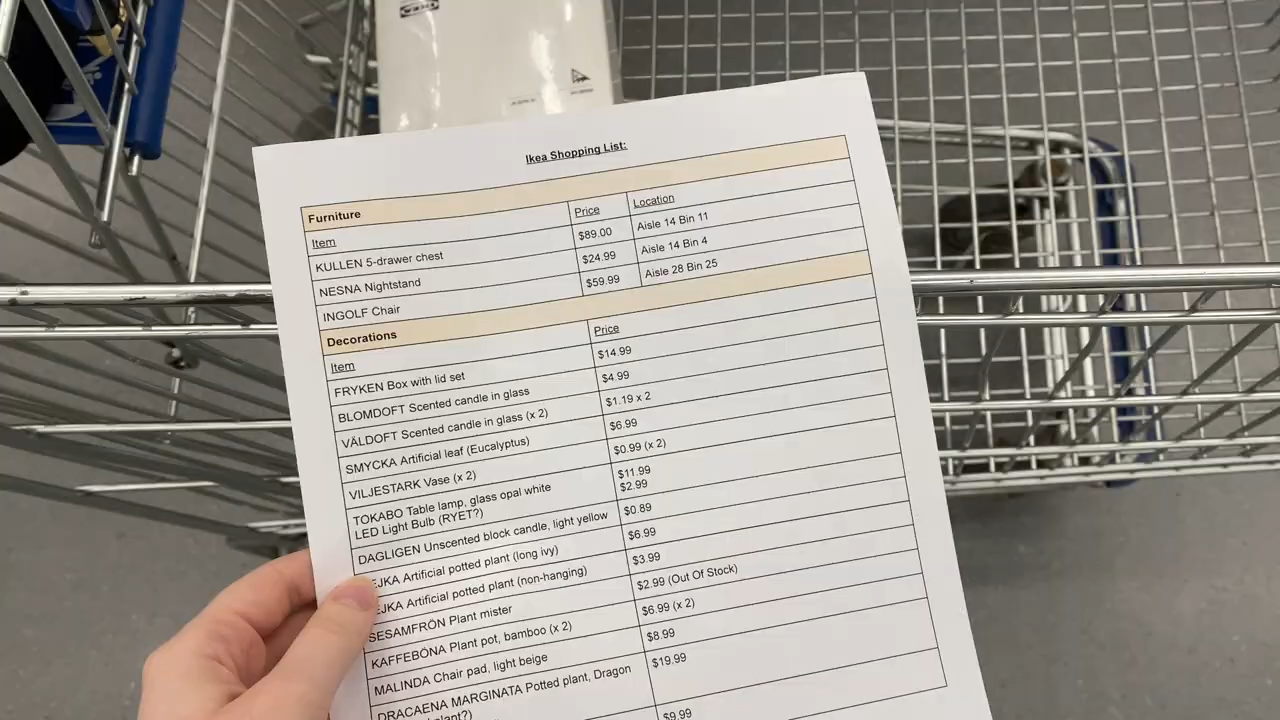 IKEA
Ikea Shopping List:
Furniture
Item Price Location
KULLEN 5-drawer chest $89.00 Aisle 14 Bin 11
NESNA Nightstand $24.99 Aisle 14 Bin 4
INGOLF Chair $59.99 Aisle 28 Bin 25
Decorations
Item Price
FRYKEN Box with lid set $14.99
BLOMDOFT Scented candle in glass $4.99
VÄLDOFT Scented candle in glass (x 2) $1.19 x 2
SMYCKA Artificial leaf (Eucalyptus) $6.99
VILJESTARK Vase (x 2) $0.99 (x 2)
TOKABO Table lamp, glass opal white $11.99
LED Light Bulb (RYET?) $2.99
DAGLIGEN Unscented block candle, light yellow $0.89
EJKA Artificial potted plant (long ivy) $6.99
EJKA Artificial potted plant (non-hanging) $3.99
SESAMFRÖN Plant mister $2.99 (Out Of Stock)
KAFFEBÖNA Plant pot, bamboo (x 2) $6.99 (x 2)
MALINDA Chair pad, light beige $8.99
DRACAENA MARGINATA Potted plant, Dragon $19.99
plant?)
$9.99